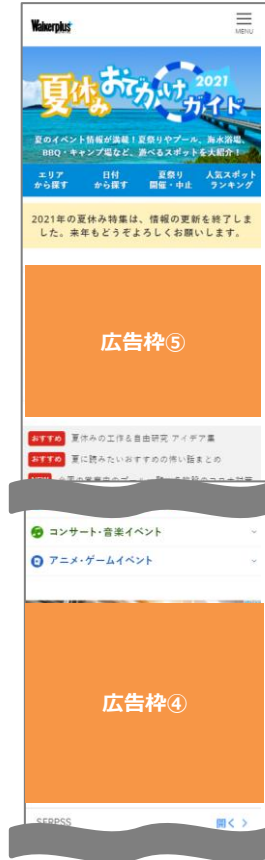 Walkerplus
MENU
夏休みおでかけガイド 2021
夏のイベント情報が満載！夏祭りやプール、海水浴場、
BBQ・キャンプ場など、遊べるスポットを大紹介！
エリア 日付 夏祭り 人気スポット
から探す から探す 開催・中止 ランキング
2021年の夏休み特集は、情報の更新を終了しま
した。来年もどうぞよろしくお願いします。
広告枠⑤
おすすめ 夏休みの工作&自由研究 アイデア集
おすすめ 夏に読みたいおすすめの怖い話まとめ
コンサート・音楽イベント
アニメ・ゲームイベント
広告枠④
SFRPSS 開く